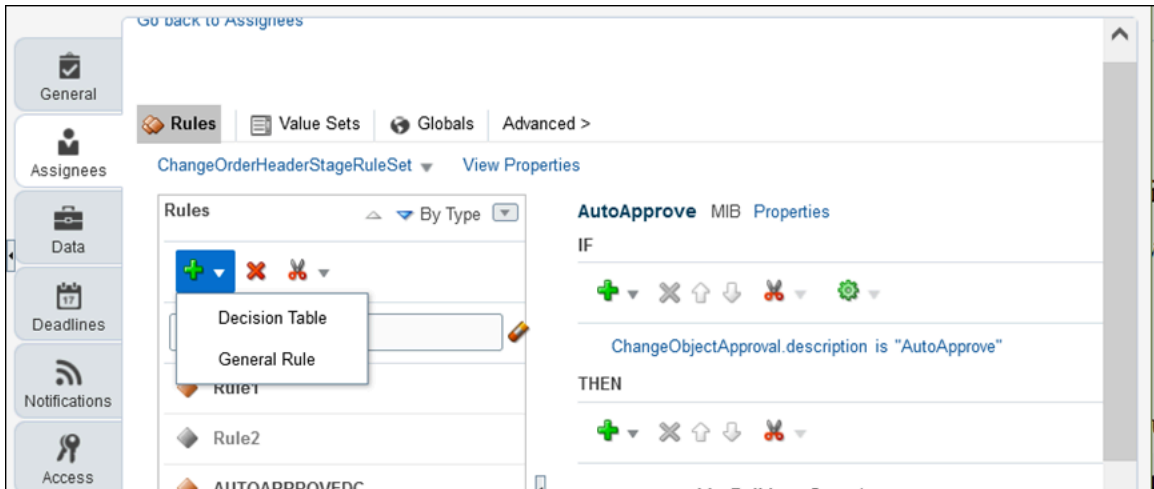 Go back to Assignees
General
Rules Value Sets Globals Advanced >
Assignees
ChangeOrderHeaderStageRuleSet View Properties
Rules By Type
AutoApprove MIB Properties
Data
IF
Decision Table
General Rule
17
Deadlines
ChangeObjectApproval.description is "AutoApprove"
THEN
Rule1
Notifications
Rule2
Access
AUTOAPPROVEDC